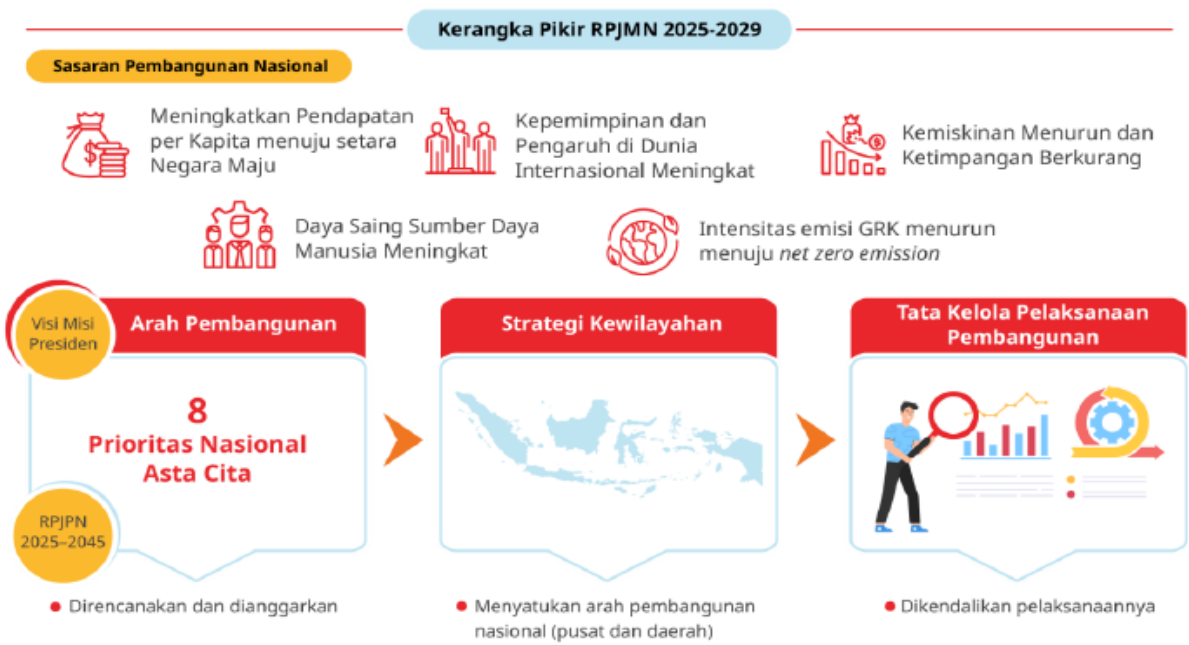 Kerangka Pikir RPJMN 2025-2029
Sasaran Pembangunan Nasional
Meningkatkan Pendapatan
per Kapita menuju setara
Negara Maju
Kepemimpinan dan
Pengaruh di Dunia
Internasional Meningkat
Kemiskinan Menurun dan
Ketimpangan Berkurang
Daya Saing Sumber Daya
Manusia Meningkat
Intensitas emisi GRK menurun
menuju net zero emission
Visi Misi
Presiden
Arah Pembangunan
8
Prioritas Nasional
Asta Cita
RPJPN
2025–2045
• Direncanakan dan dianggarkan
Strategi Kewilayahan
• Menyatukan arah pembangunan
nasional (pusat dan daerah)
Tata Kelola Pelaksanaan
Pembangunan
• Dikendalikan pelaksanaannya